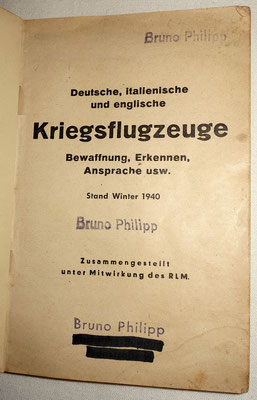 Bruno Philipp
Deutsche, italienische
und englische
Kriegsflugzeuge
Bewaffnung, Erkennen,
Ansprache usw.
Stand Winter 1940
Bruno Philipp
Zusammengestellt
unter Mitwirkung des RLM.
Bruno Philipp